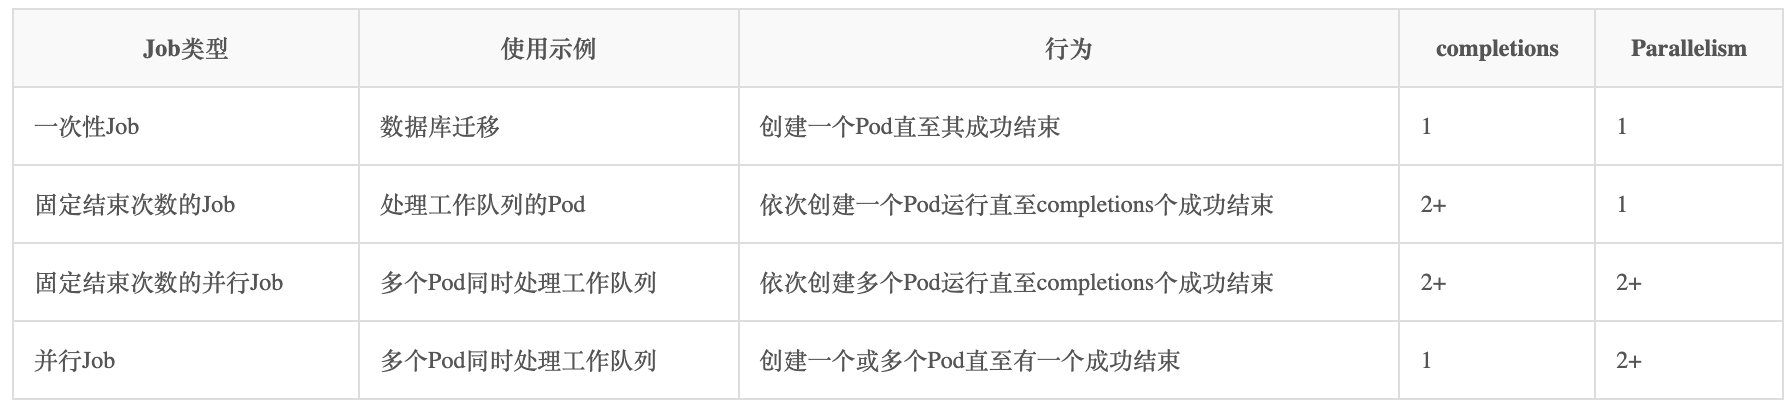 Job类型 使用示例 行为 completions Parallelism
一次性Job 数据库迁移 创建一个Pod直至其成功结束 1 1
固定结束次数的Job 处理工作队列的Pod 依次创建一个Pod运行直至completions个成功结束 2+ 1
固定结束次数的并行Job 多个Pod同时处理工作队列 依次创建多个Pod运行直至completions个成功结束 2+ 2+
并行Job 多个Pod同时处理工作队列 创建一个或多个Pod直至有一个成功结束 1 2+